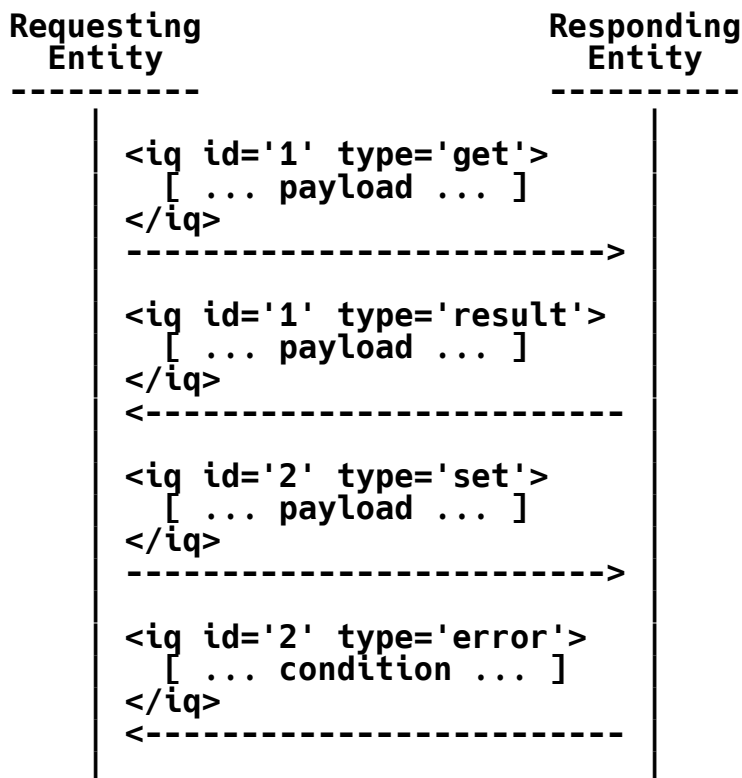 Requesting                  Responding
  Entity                      Entity
----------                  ----------
    |                            |
    | <iq id='1' type='get'>     |
    |   [ ... payload ... ]      |
    | </iq>                      |
    | -------------------------> |
    |                            |
    | <iq id='1' type='result'>  |
    |   [ ... payload ... ]      |
    | </iq>                      |
    | <------------------------- |
    |                            |
    | <iq id='2' type='set'>     |
    |   [ ... payload ... ]      |
    | </iq>                      |
    | -------------------------> |
    |                            |
    | <iq id='2' type='error'>   |
    |   [ ... condition ... ]    |
    | </iq>                      |
    | <------------------------- |
    |                            |